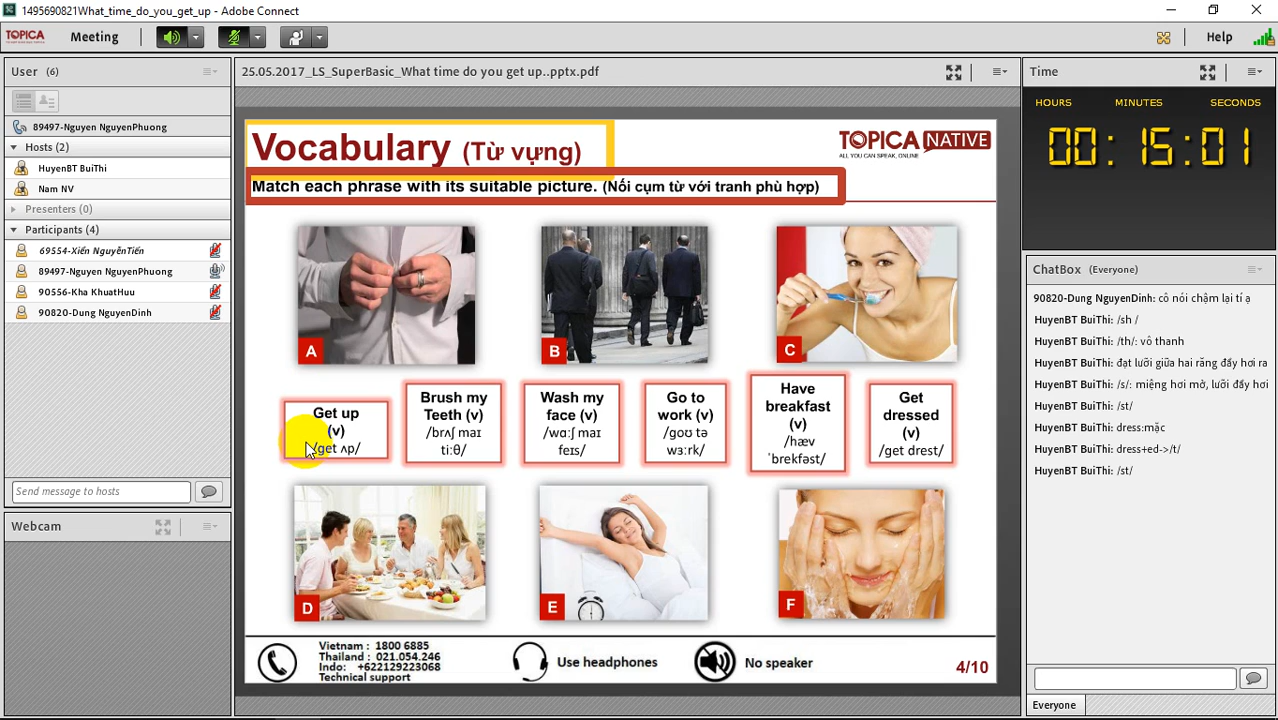 1495690821What_time_do_you_get_up - Adobe Connect
TOPICA
Meeting
Help
User (6)
89497-Nguyen NguyenPhuong
Hosts (2)
HuyenBT BuiThi
Nam NV
Presenters (0)
Participants (4)
69554-Xiển NguyễnTiến
89497-Nguyen NguyenPhuong
90556-Kha KhuatHuu
90820-Dung NguyenDinh
Send message to hosts
Webcam
25.05.2017_LS_SuperBasic_What time do you get up..pptx.pdf
Vocabulary (Từ vựng)
TOPICA NATIVE
ALL YOU CAN SPEAK, ONLINE
Match each phrase with its suitable picture. (Nối cụm từ với tranh phù hợp)
A
B
C
Get up
(v)
/get ʌp/
Brush my
Teeth (v)
/brʌʃ maɪ
tiːθ/
Wash my
face (v)
/wɑːʃ maɪ
feɪs/
Go to
work (v)
/goʊ tə
wɜːrk/
Have
breakfast
(v)
/hæv
ˈbrekfəst/
Get
dressed
(v)
/get drest/
D
E
F
Vietnam : 1800 6885
Thailand : 021.054.246
Indo: +622129223068
Technical support
Use headphones
No speaker
4/10
Time
HOURS MINUTES SECONDS
00:15:01
ChatBox (Everyone)
90820-Dung NguyenDinh: cô nói chậm lại tí ạ
HuyenBT BuiThi: /sh /
HuyenBT BuiThi: /th/: vô thanh
HuyenBT BuiThi: đạt lưỡi giữa hai răng đẩy hơi ra
HuyenBT BuiThi: /s/: miệng hơi mở, lưỡi đẩy hơi
HuyenBT BuiThi: /st/
HuyenBT BuiThi: dress:mặc
HuyenBT BuiThi: dress+ed->/t/
HuyenBT BuiThi: /st/
Everyone